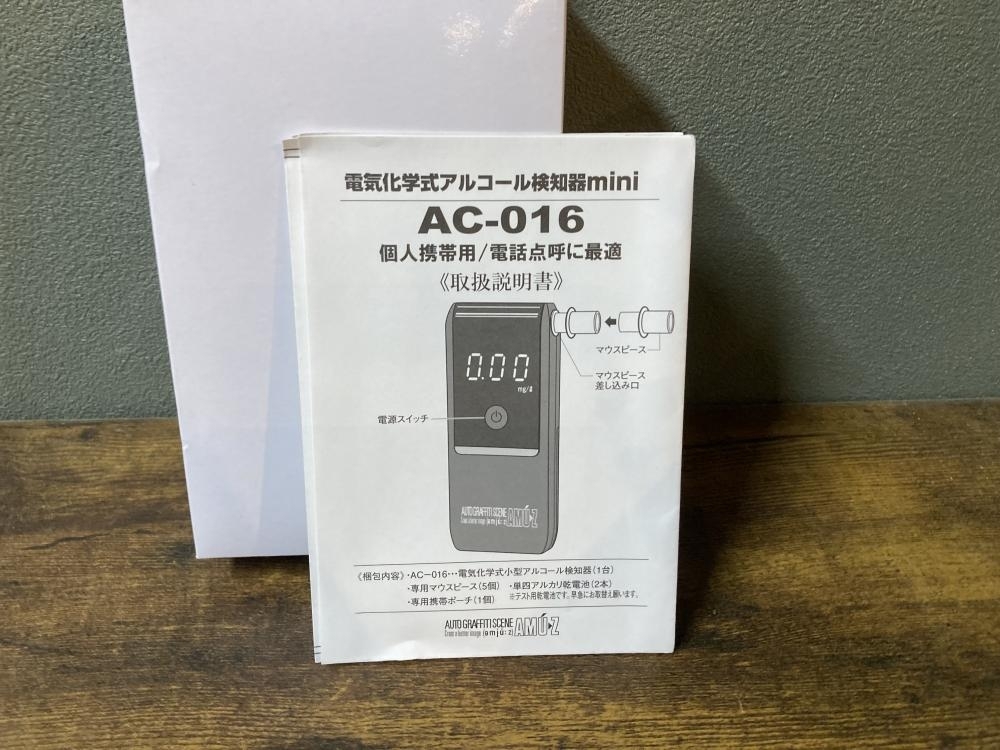 電気化学式アルコール検知器mini
AC-016
個人携帯用/電話点呼に最適
《取扱説明書》
マウスピース
マウスピース
差し込み口
0.00
mg/ℓ
電源スイッチ
AUTO GRAFFITI SCENE
AMÚ・Z
《梱包内容》・AC−016…電気化学式小型アルコール検知器(1台)
・専用マウスピース(5個) ・単四アルカリ乾電池(2本)
・専用携帯ポーチ(1個) ※テスト用乾電池です。早急にお取替え願います。
AUTO GRAFFITI SCENE
Create a better image [əmjú: z] AMÚ・Z